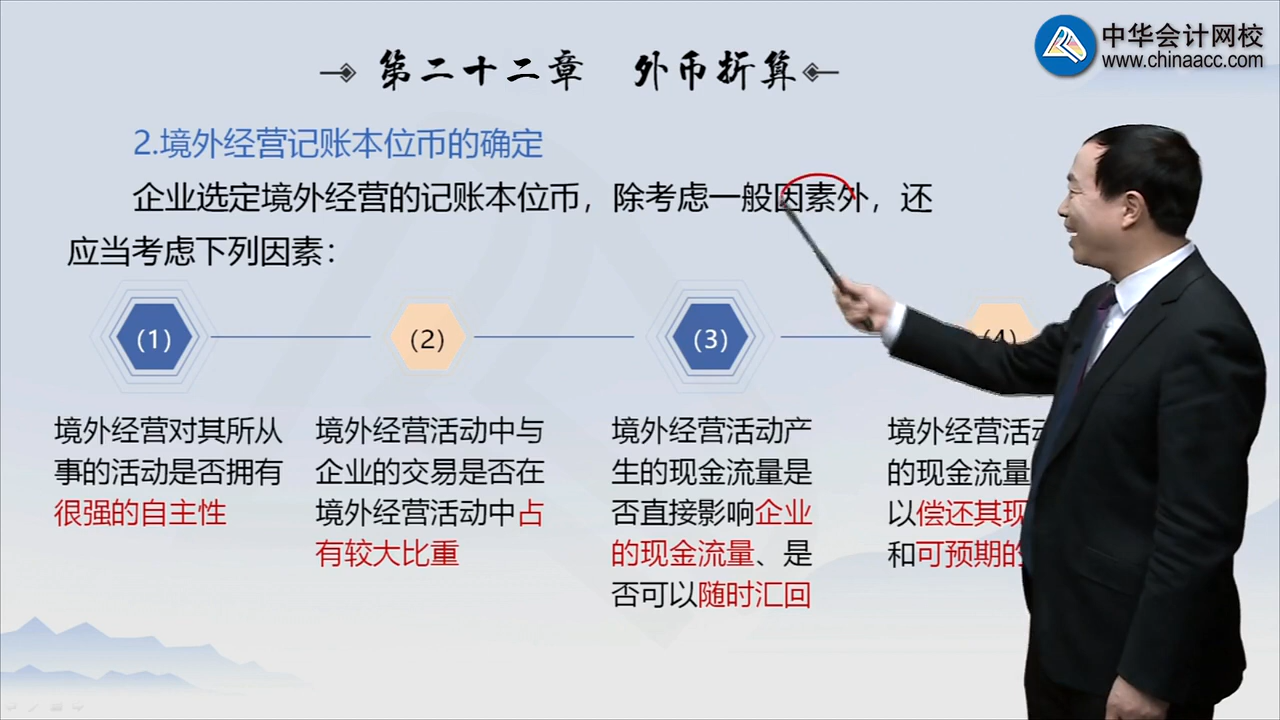 中华会计网校
www.chinaacc.com
第二十二章 外币折算
2.境外经营记账本位币的确定
企业选定境外经营的记账本位币，除考虑一般因素外，还
应当考虑下列因素：
(1)
(2)
(3)
(4)
境外经营对其所从
事的活动是否拥有
很强的自主性
境外经营活动中与
企业的交易是否在
境外经营活动中占
有较大比重
境外经营活动产
生的现金流量是
否直接影响企业
的现金流量、是
否可以随时汇回
境外经营活
的现金流量
以偿还其现
和可预期的